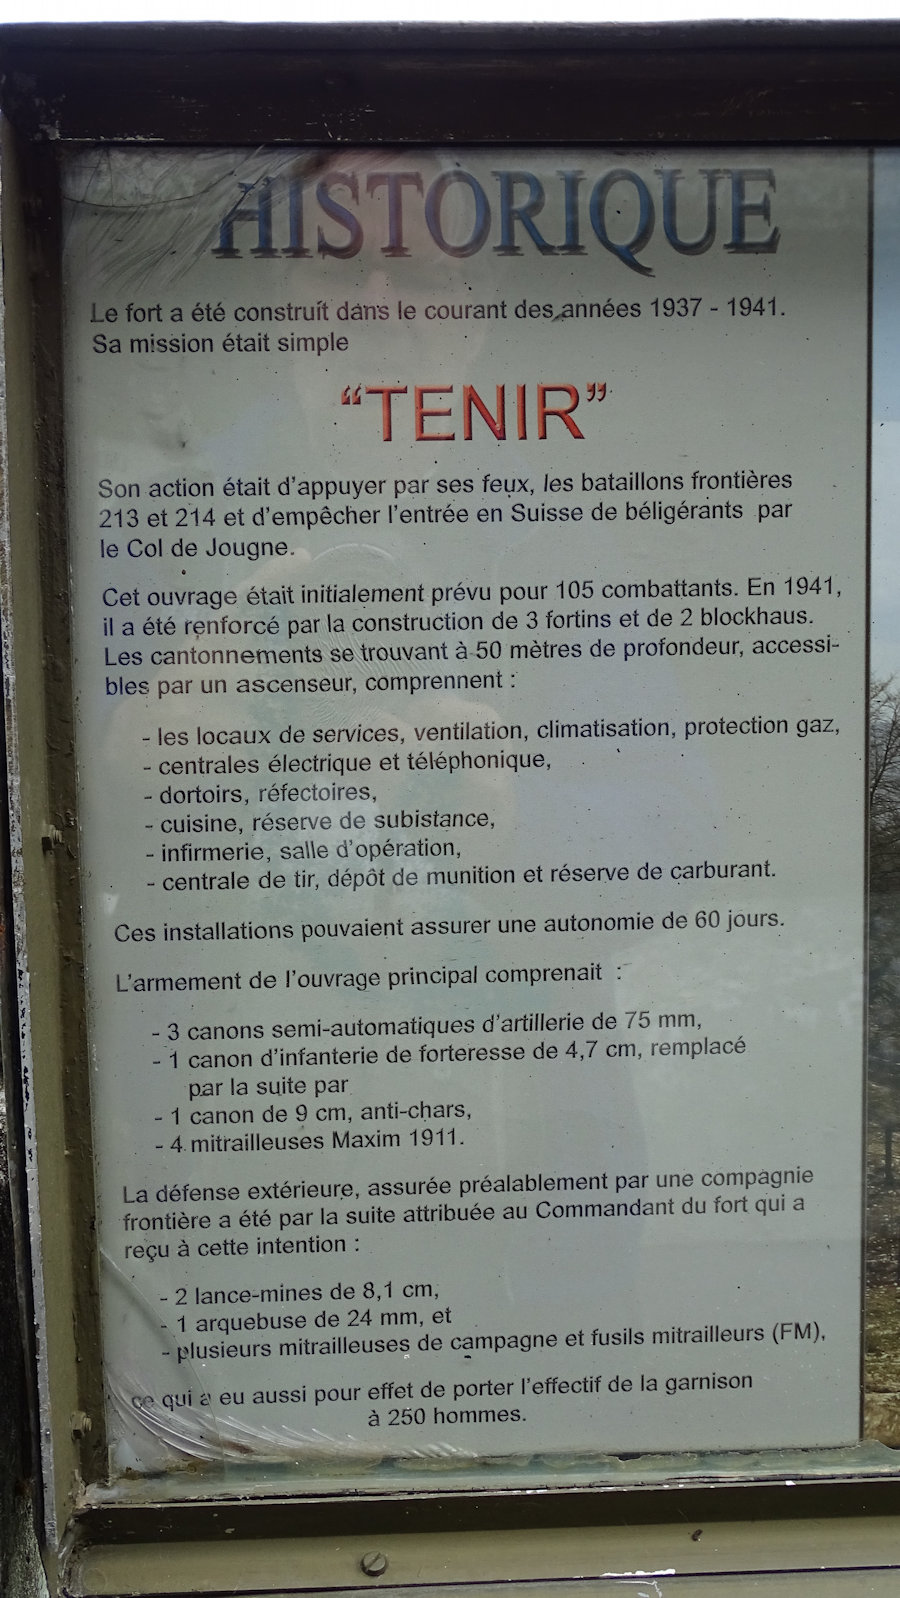 HISTORIQUE
Le fort a été construit dans le courant des années 1937 - 1941.
Sa mission était simple
“TENIR”
Son action était d’appuyer par ses feux, les bataillons frontières
213 et 214 et d’empêcher l’entrée en Suisse de béligérants par
le Col de Jougne.
Cet ouvrage était initialement prévu pour 105 combattants. En 1941,
il a été renforcé par la construction de 3 fortins et de 2 blockhaus.
Les cantonnements se trouvant à 50 mètres de profondeur, accessi-
bles par un ascenseur, comprennent :
- les locaux de services, ventilation, climatisation, protection gaz,
- centrales électrique et téléphonique,
- dortoirs, réfectoires,
- cuisine, réserve de subistance,
- infirmerie, salle d’opération,
- centrale de tir, dépôt de munition et réserve de carburant.
Ces installations pouvaient assurer une autonomie de 60 jours.
L’armement de l’ouvrage principal comprenait :
- 3 canons semi-automatiques d’artillerie de 75 mm,
- 1 canon d’infanterie de forteresse de 4,7 cm, remplacé
par la suite par
- 1 canon de 9 cm, anti-chars,
- 4 mitrailleuses Maxim 1911.
La défense extérieure, assurée préalablement par une compagnie
frontière a été par la suite attribuée au Commandant du fort qui a
reçu à cette intention :
- 2 lance-mines de 8,1 cm,
- 1 arquebuse de 24 mm, et
- plusieurs mitrailleuses de campagne et fusils mitrailleurs (FM),
ce qui a eu aussi pour effet de porter l’effectif de la garnison
à 250 hommes.